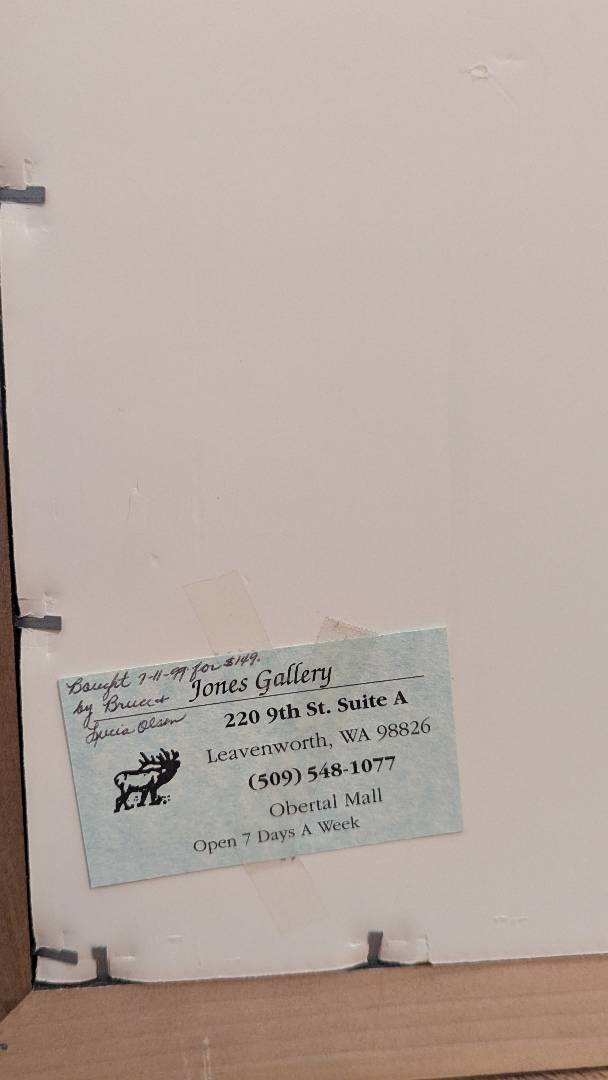 Bought 7-11-99 for $149.
by Bruce +
Lucia Olsen
Jones Gallery
220 9th St. Suite A
Leavenworth, WA 98826
(509) 548-1077
Obertal Mall
Open 7 Days A Week